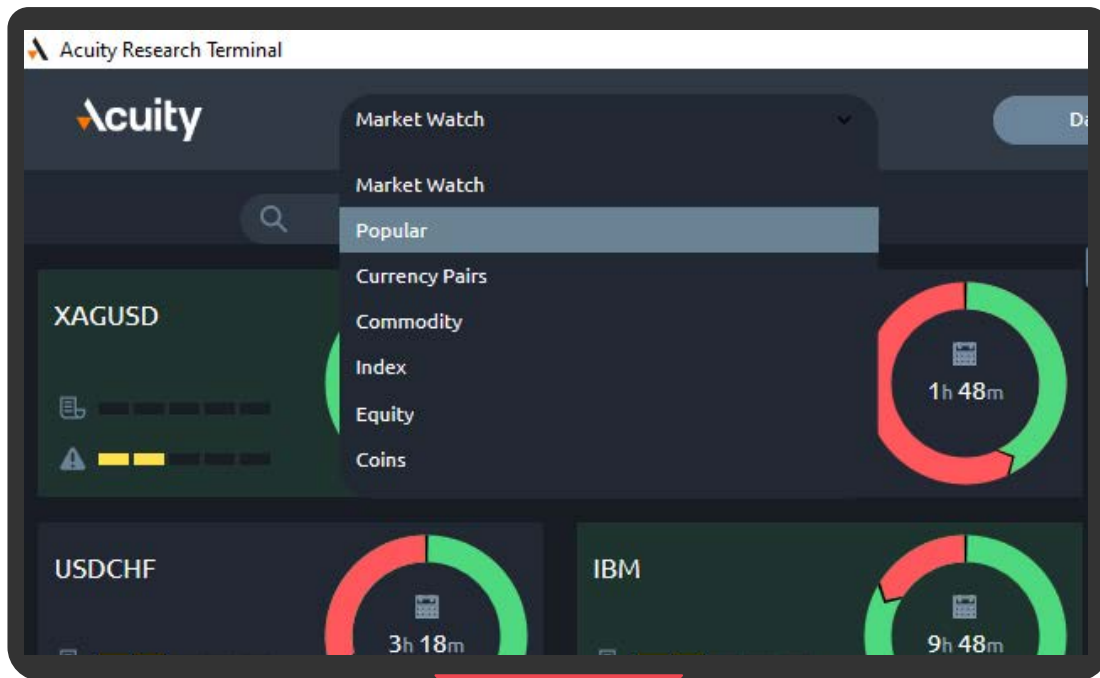 Acuity Research Terminal
Acuity
Market Watch
Market Watch
Popular
Currency Pairs
Commodity
Index
Equity
Coins
XAGUSD
1h 48m
USDCHF
3h 18m
IBM
9h 48m